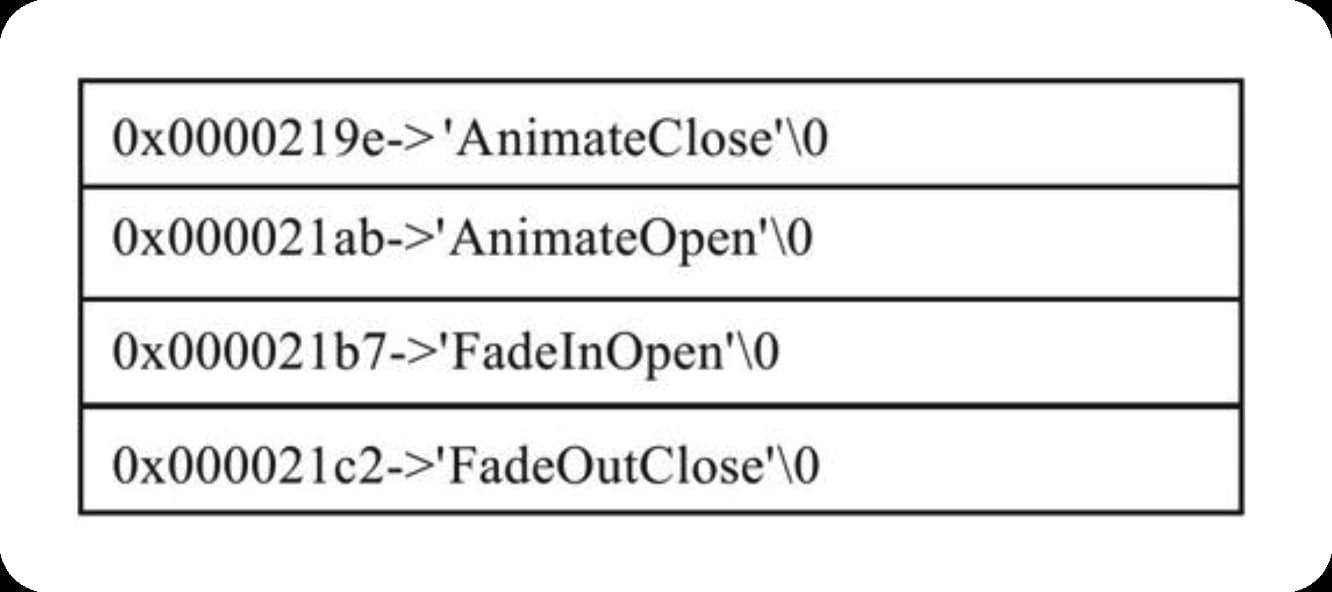 0x0000219e->'AnimateClose'\0
0x000021ab->'AnimateOpen'\0
0x000021b7->'FadeInOpen'\0
0x000021c2->'FadeOutClose'\0